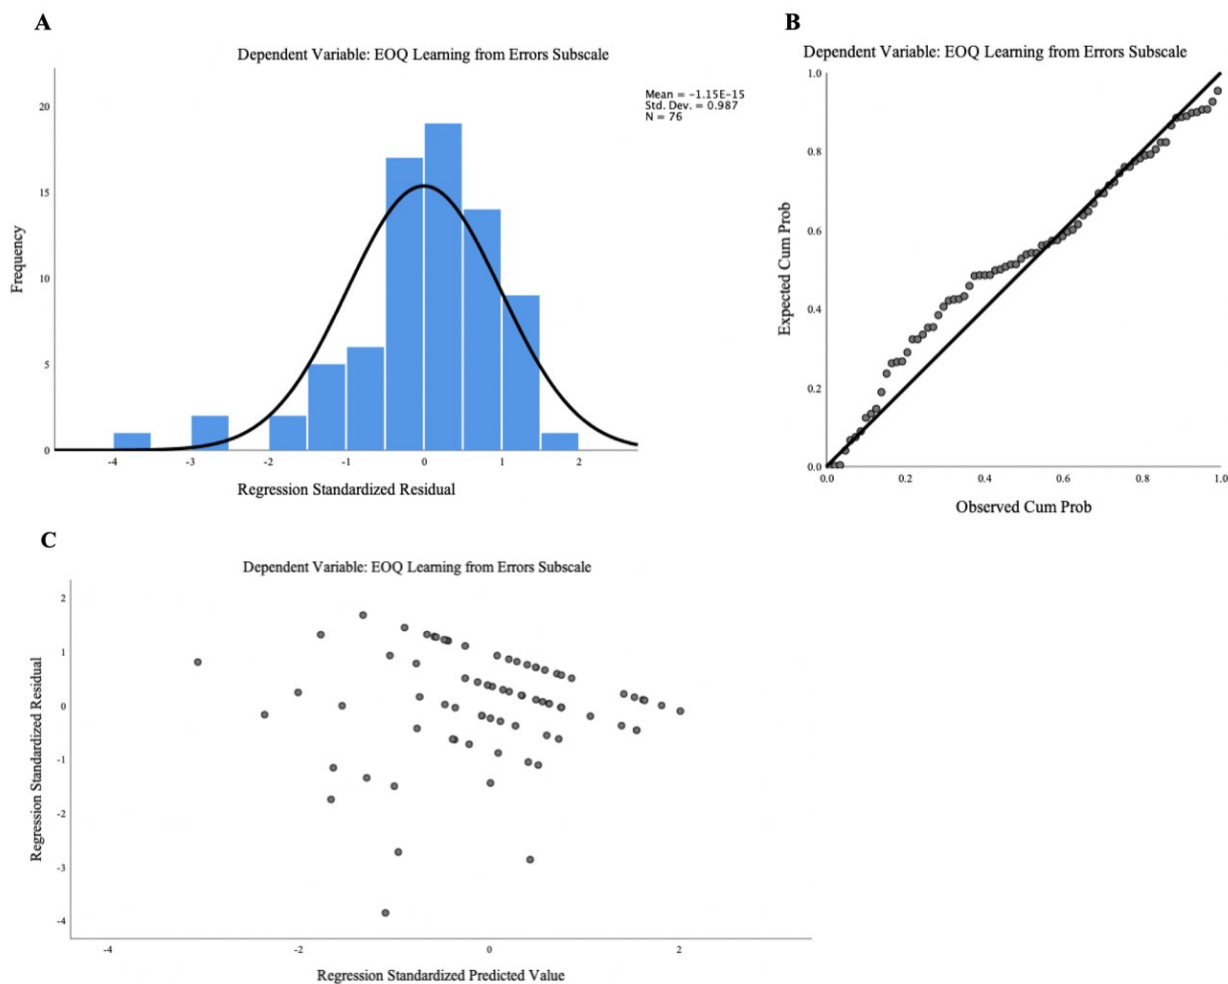 A
Dependent Variable: EOQ Learning from Errors Subscale
Mean = -1.15E-15
Std. Dev. = 0.987
N = 76
Frequency
20
15
10
5
0
-4 -3 -2 -1 0 1 2
Regression Standardized Residual
B
Dependent Variable: EOQ Learning from Errors Subscale
Expected Cum Prob
1.0
0.8
0.6
0.4
0.2
0.0
0.0 0.2 0.4 0.6 0.8 1.0
Observed Cum Prob
C
Dependent Variable: EOQ Learning from Errors Subscale
Regression Standardized Residual
2
1
0
-1
-2
-3
-4
-4 -2 0 2
Regression Standardized Predicted Value